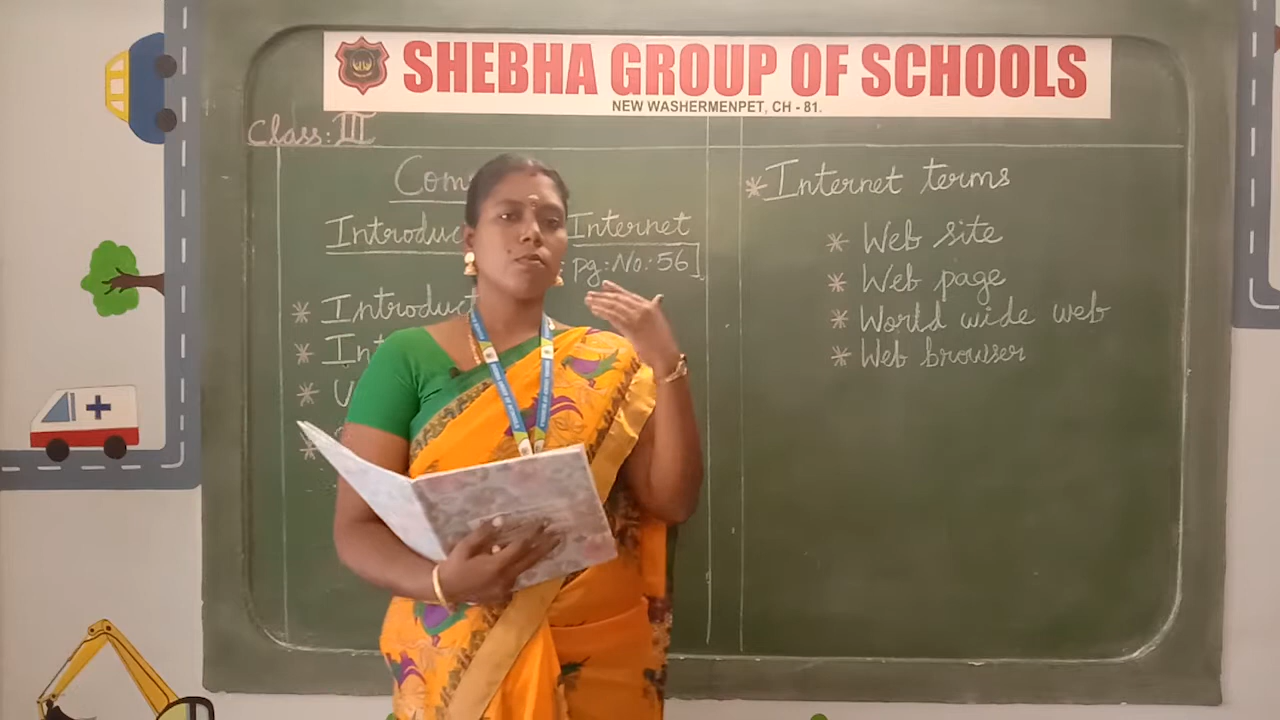 SHEBHA GROUP OF SCHOOLS
NEW WASHERMENPET, CH - 81.
Class: III
Internet
pg: No: 56]
* Internet terms
* Web site
* Web page
* World wide web
* Web browser